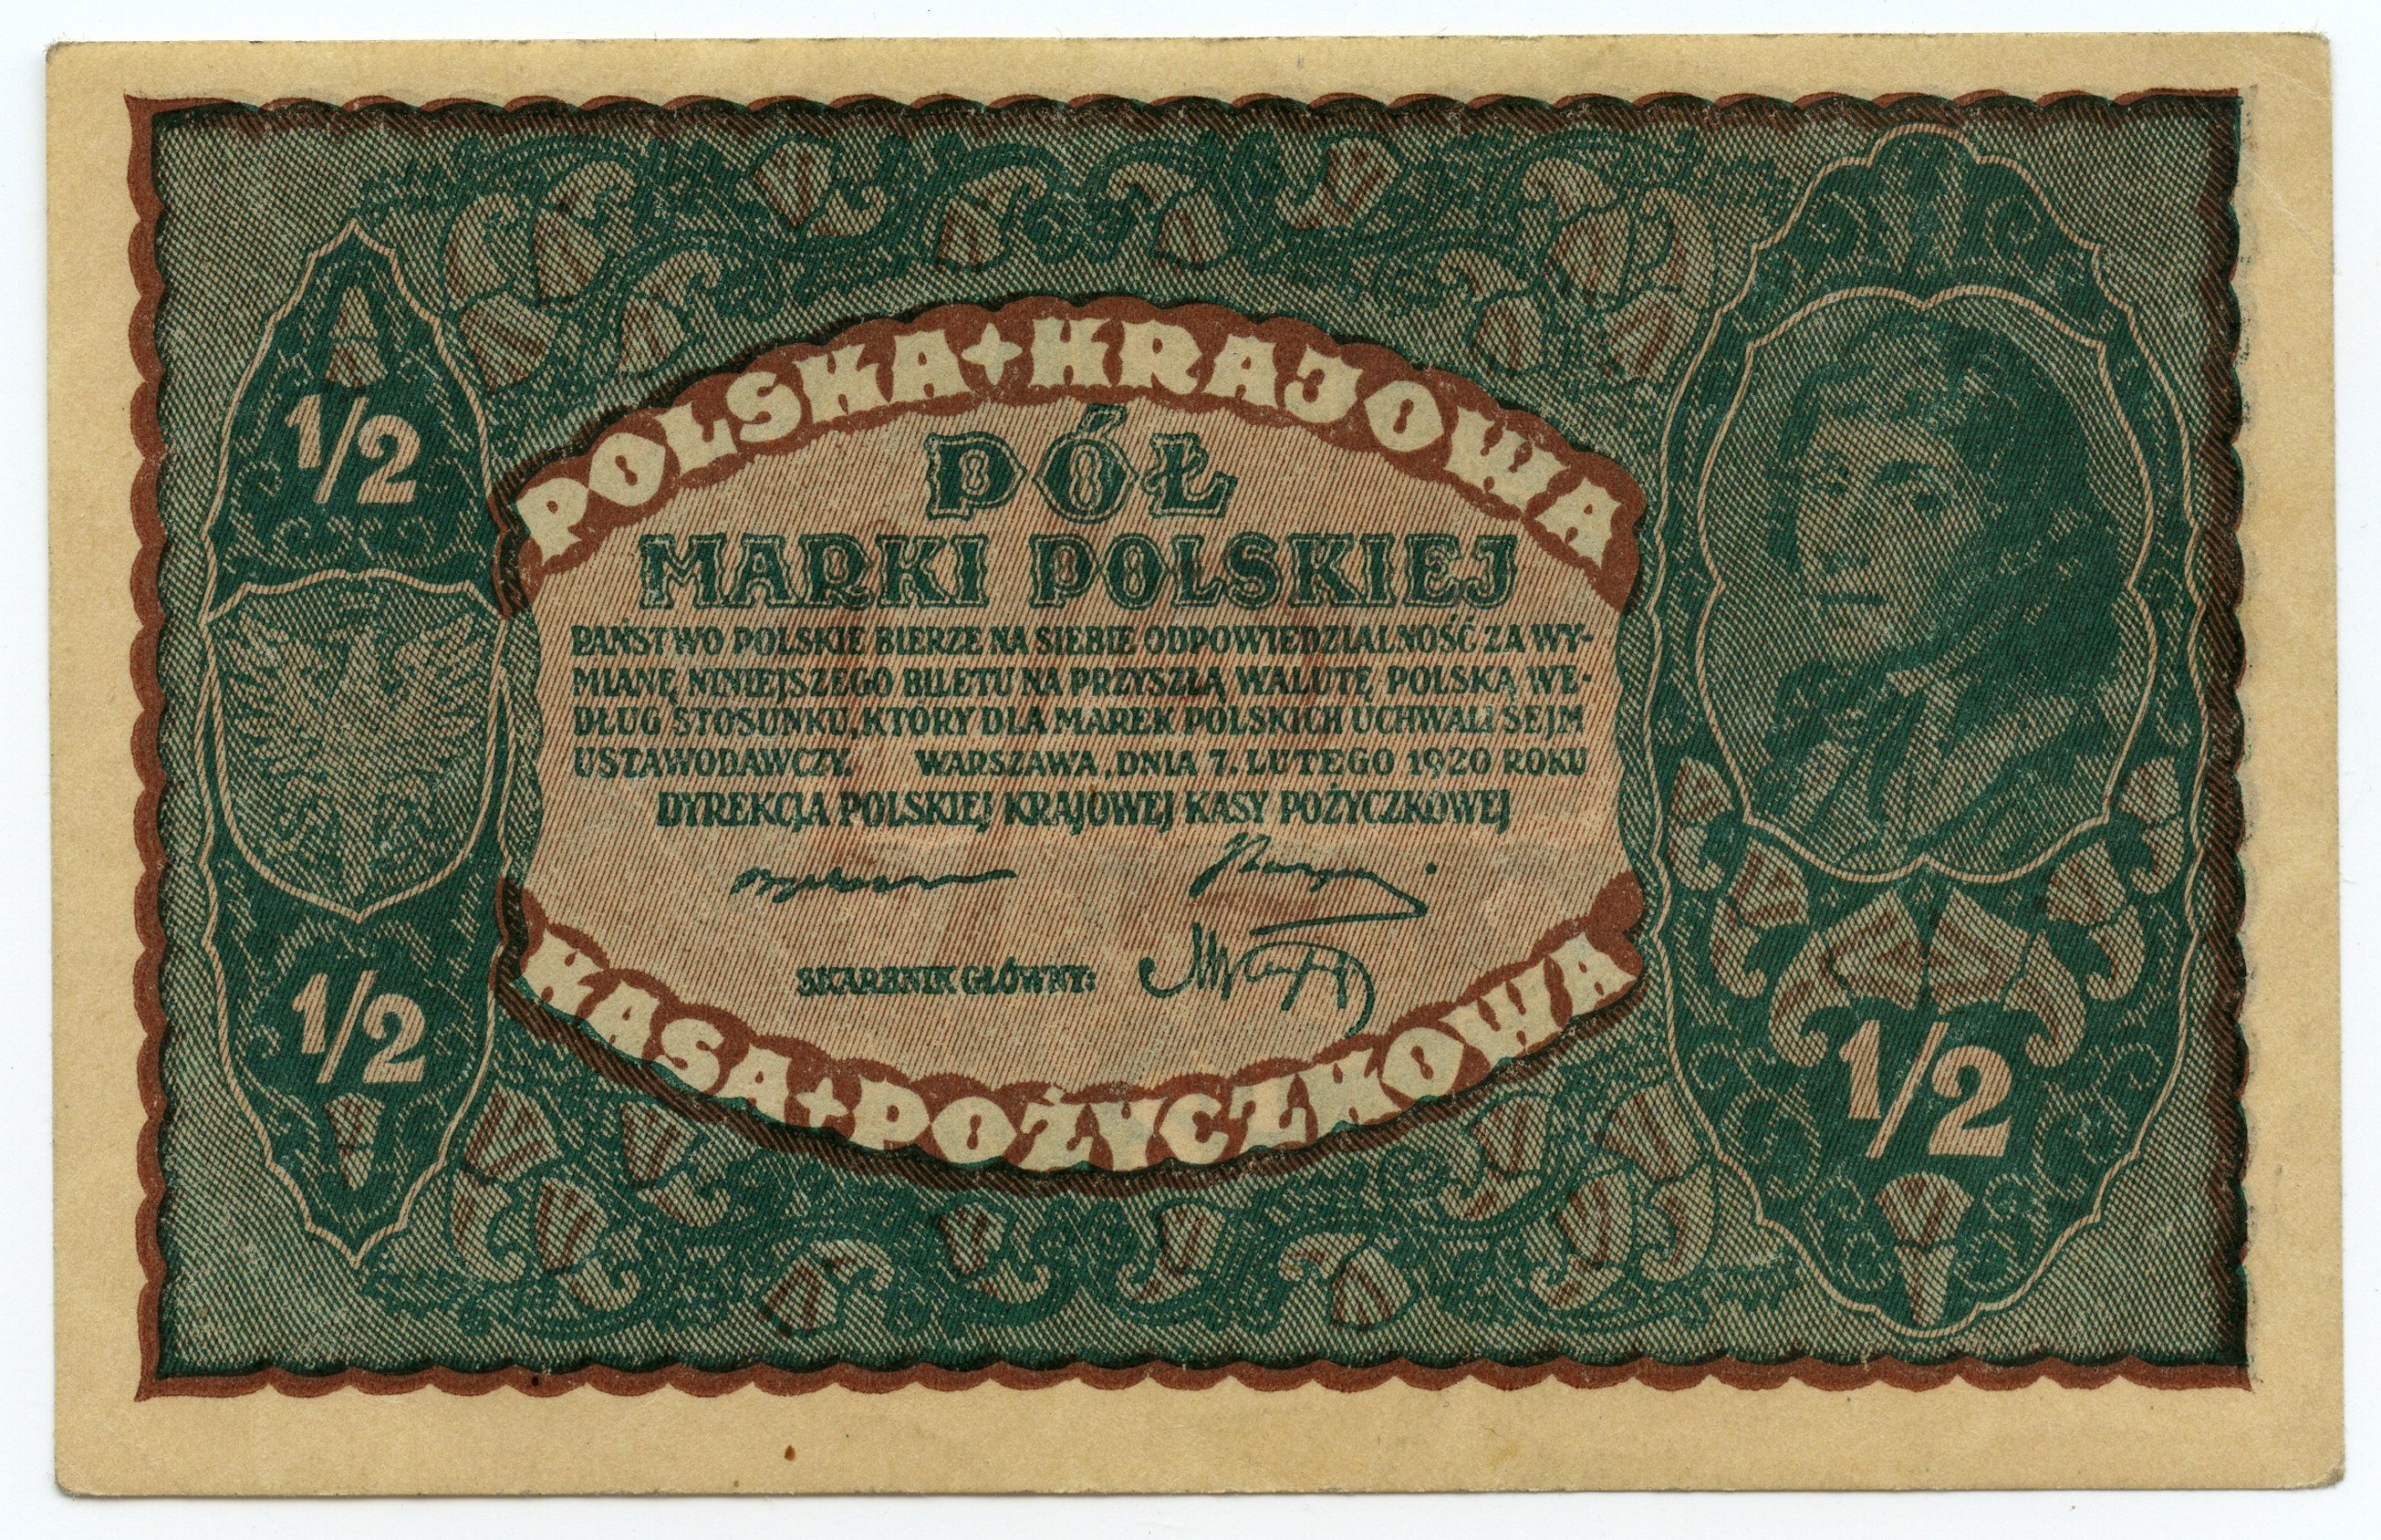 POLSKA+KRAJOWA
1/2
PÓŁ
MARKI POLSKIEJ
PAŃSTWO POLSKIE BIERZE NA SIEBIE ODPOWIEDZIALNOŚĆ ZA WY-
MIANĘ NINIEJSZEGO BILETU NA PRZYSZŁĄ WALUTĘ POLSKĄ WE-
DŁUG STOSUNKU, KTÓRY DLA MAREK POLSKICH UCHWALI SEJM
USTAWODAWCZY. WARSZAWA, DNIA 7. LUTEGO 1920 ROKU
DYREKCJA POLSKIEJ KRAJOWEJ KASY POŻYCZKOWEJ
SKARBNIK GŁÓWNY:
1/2
1/2
KASA+POŻYCZKOWA